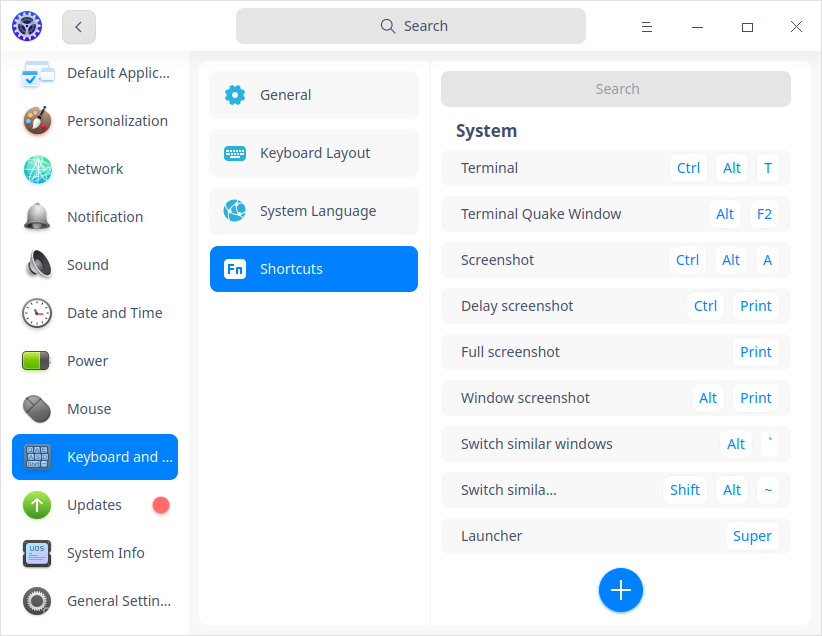 Search
Default Applic...
Personalization
Network
Notification
Sound
Date and Time
Power
Mouse
Keyboard and ...
Updates
System Info
General Settin...
General
Keyboard Layout
System Language
Fn Shortcuts
Search
System
Terminal Ctrl Alt T
Terminal Quake Window Alt F2
Screenshot Ctrl Alt A
Delay screenshot Ctrl Print
Full screenshot Print
Window screenshot Alt Print
Switch similar windows Alt `
Switch simila... Shift Alt ~
Launcher Super